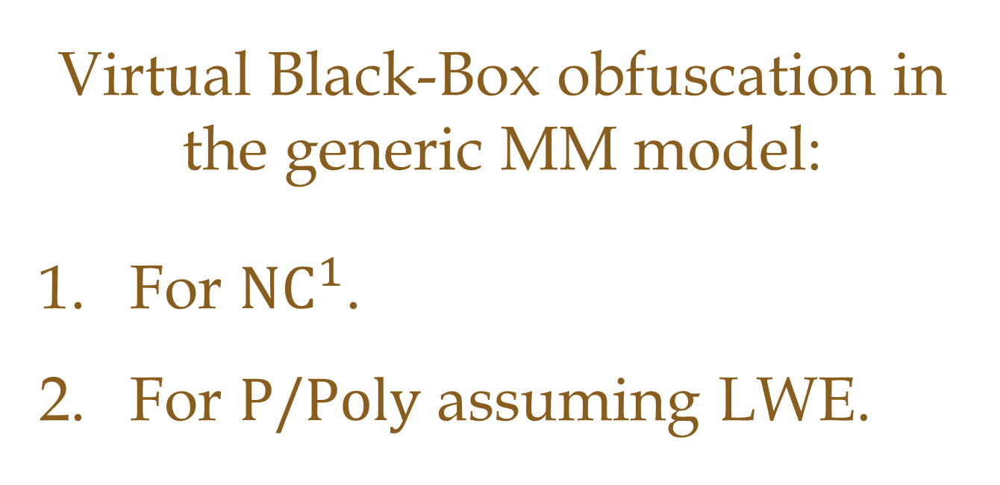 Virtual Black-Box obfuscation in
the generic MM model:
1. For NC¹.
2. For P/Poly assuming LWE.